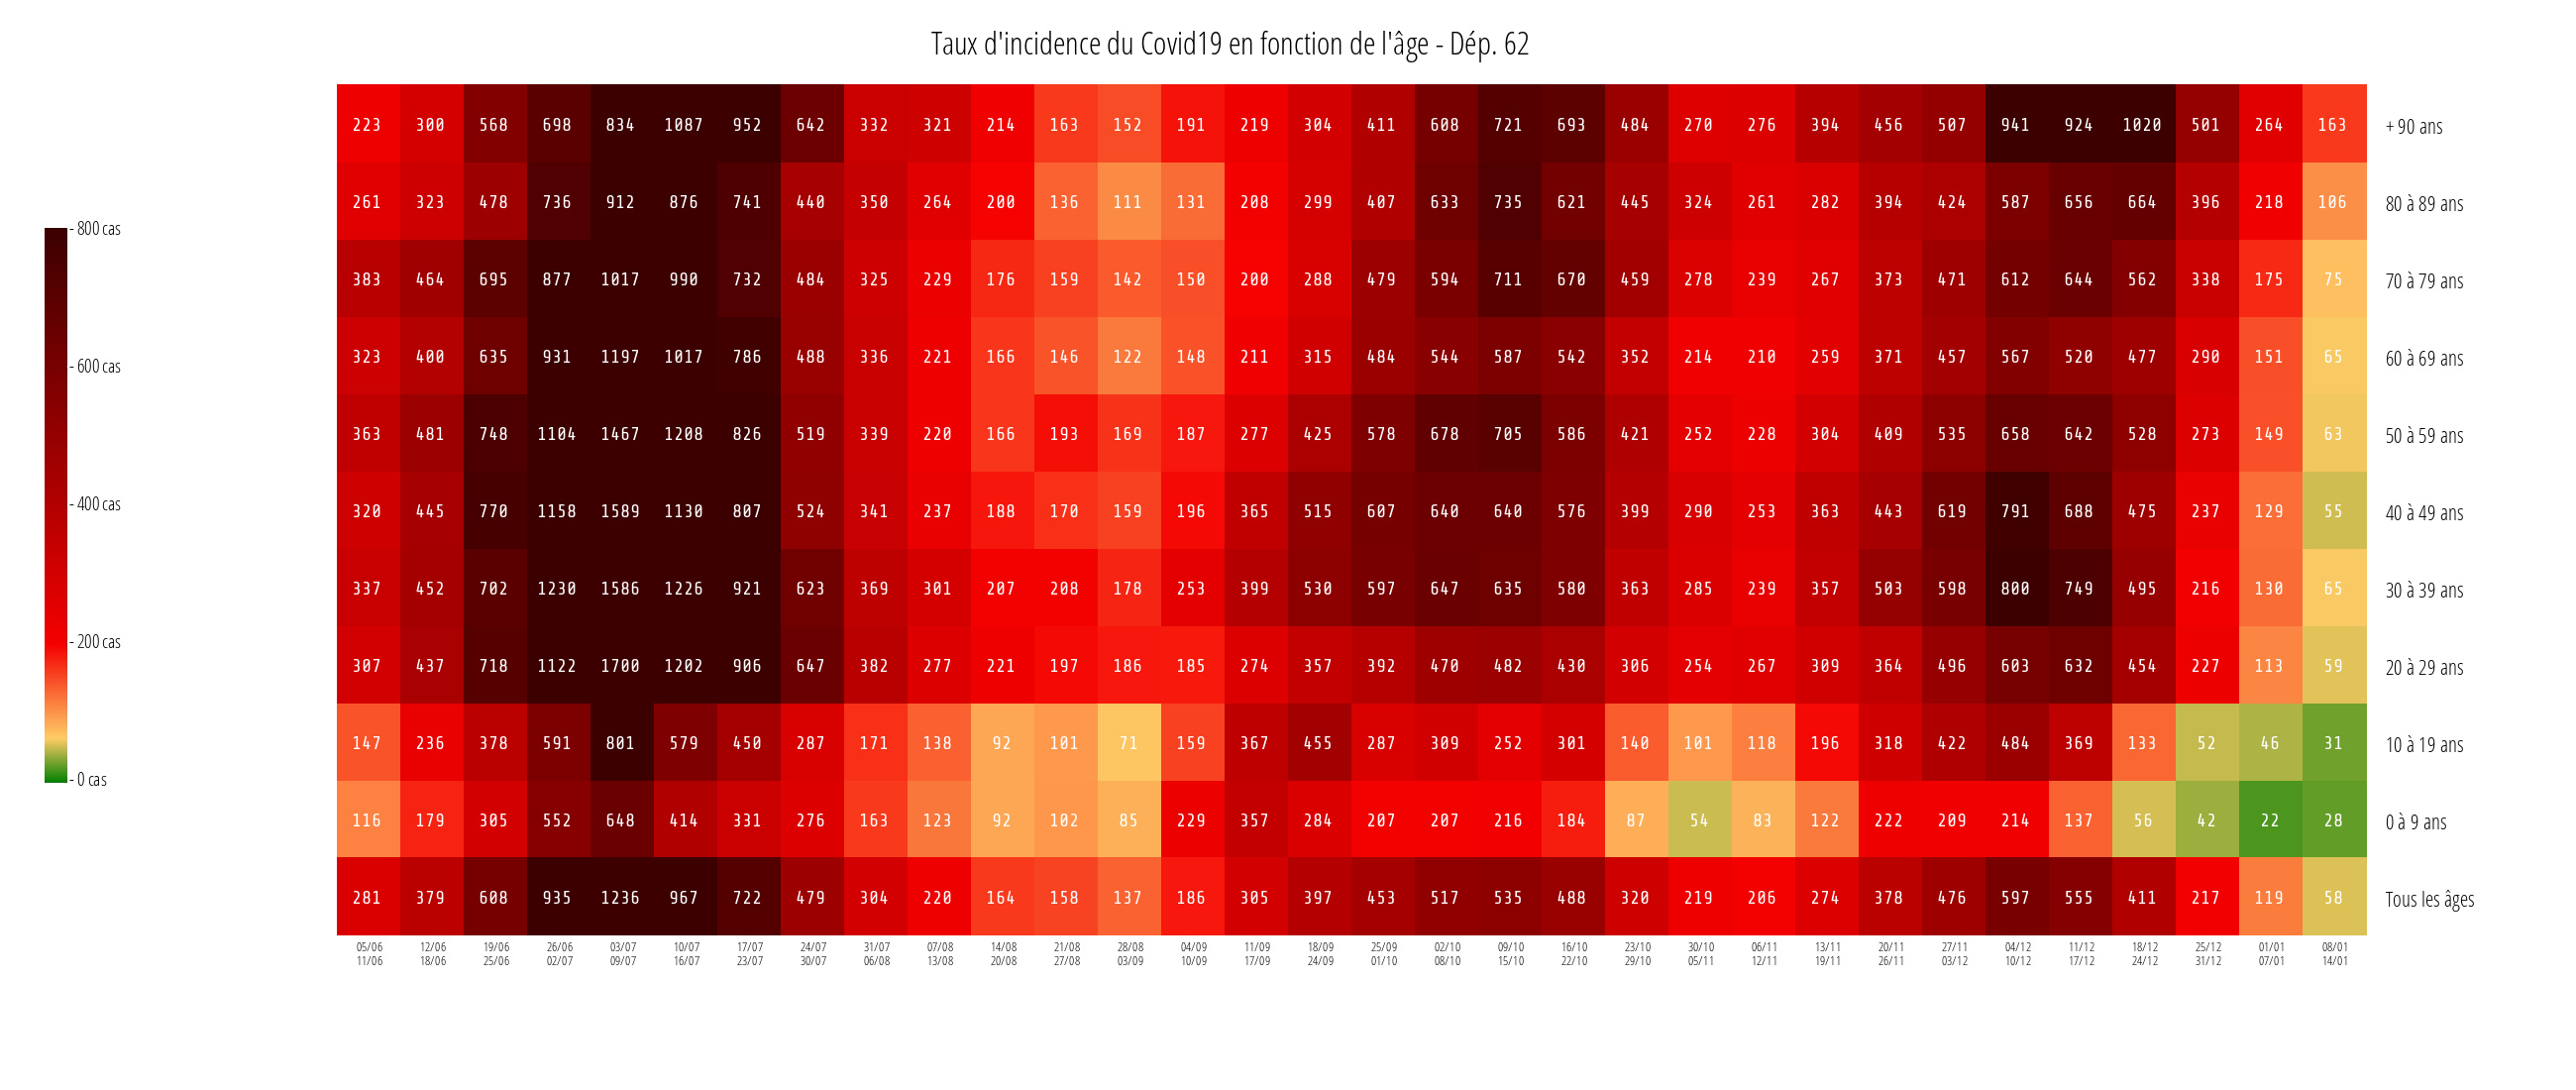 Taux d'incidence du Covid19 en fonction de l'âge - Dép. 62
- 800 cas
- 600 cas
- 400 cas
- 200 cas
- 0 cas
223 300 568 698 834 1087 952 642 332 321 214 163 152 191 219 304 411 608 721 693 484 270 276 394 456 507 941 924 1020 501 264 163 + 90 ans
261 323 478 736 912 876 741 440 350 264 200 136 111 131 208 299 407 633 735 621 445 324 261 282 394 424 587 656 664 396 218 106 80 à 89 ans
383 464 695 877 1017 990 732 484 325 229 176 159 142 150 200 288 479 594 711 670 459 278 239 267 373 471 612 644 562 338 175 75 70 à 79 ans
323 400 635 931 1197 1017 786 488 336 221 166 146 122 148 211 315 484 544 587 542 352 214 210 259 371 457 567 520 477 290 151 65 60 à 69 ans
363 481 748 1104 1467 1208 826 519 339 220 166 193 169 187 277 425 578 678 705 586 421 252 228 304 409 535 658 642 528 273 149 63 50 à 59 ans
320 445 770 1158 1589 1130 807 524 341 237 188 170 159 196 365 515 607 640 640 576 399 290 253 363 443 619 791 688 475 237 129 55 40 à 49 ans
337 452 702 1230 1586 1226 921 623 369 301 207 208 178 253 399 530 597 647 635 580 363 285 239 357 503 598 800 749 495 216 130 65 30 à 39 ans
307 437 718 1122 1700 1202 906 647 382 277 221 197 186 185 274 357 392 470 482 430 306 254 267 309 364 496 603 632 454 227 113 59 20 à 29 ans
147 236 378 591 801 579 450 287 171 138 92 101 71 159 367 455 287 309 252 301 140 101 118 196 318 422 484 369 133 52 46 31 10 à 19 ans
116 179 305 552 648 414 331 276 163 123 92 102 85 229 357 284 207 207 216 184 87 54 83 122 222 209 214 137 56 42 22 28 0 à 9 ans
281 379 608 935 1236 967 722 479 304 220 164 158 137 186 305 397 453 517 535 488 320 219 206 274 378 476 597 555 411 217 119 58 Tous les âges
05/06 12/06 19/06 26/06 03/07 10/07 17/07 24/07 31/07 07/08 14/08 21/08 28/08 04/09 11/09 18/09 25/09 02/10 09/10 16/10 23/10 30/10 06/11 13/11 20/11 27/11 04/12 11/12 18/12 25/12 01/01 08/01
11/06 18/06 25/06 02/07 09/07 16/07 23/07 30/07 06/08 13/08 20/08 27/08 03/09 10/09 17/09 24/09 01/10 08/10 15/10 22/10 29/10 05/11 12/11 19/11 26/11 03/12 10/12 17/12 24/12 31/12 07/01 14/01